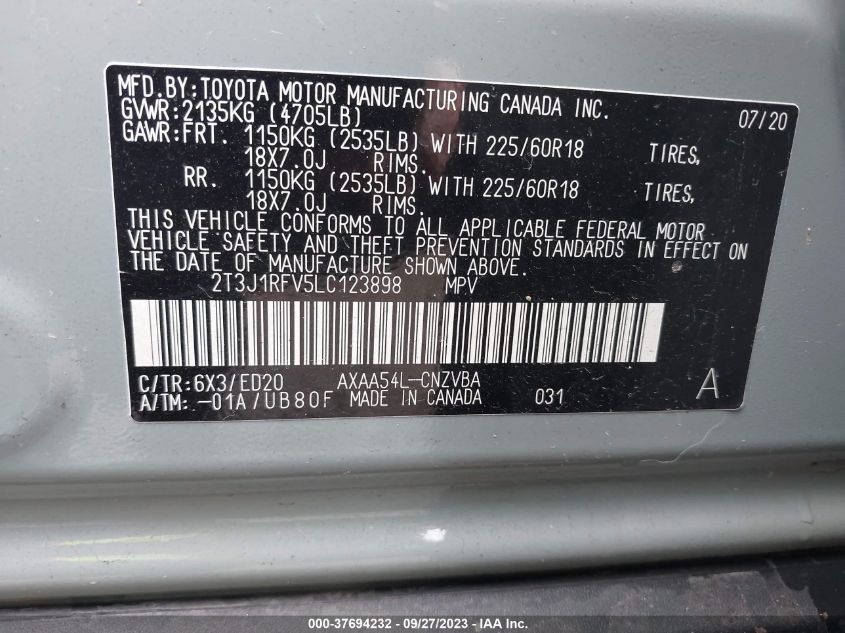 MFD.BY:TOYOTA MOTOR MANUFACTURING CANADA INC. 07/20
GVWR:2135KG (4705LB)
GAWR:FRT. 1150KG (2535LB) WITH 225/60R18 TIRES,
18X7.0J RIMS.
RR. 1150KG (2535LB) WITH 225/60R18 TIRES,
18X7.0J RIMS.
THIS VEHICLE CONFORMS TO ALL APPLICABLE FEDERAL MOTOR
VEHICLE SAFETY AND THEFT PREVENTION STANDARDS IN EFFECT ON
THE DATE OF MANUFACTURE SHOWN ABOVE.
2T3J1RFV5LC123898 MPV
C/TR:6X3/ED20 AXAA54L-CNZVBA A
A/TM:-01A/UB80F MADE IN CANADA 031
000-37694232 - 09/27/2023 - IAA Inc.